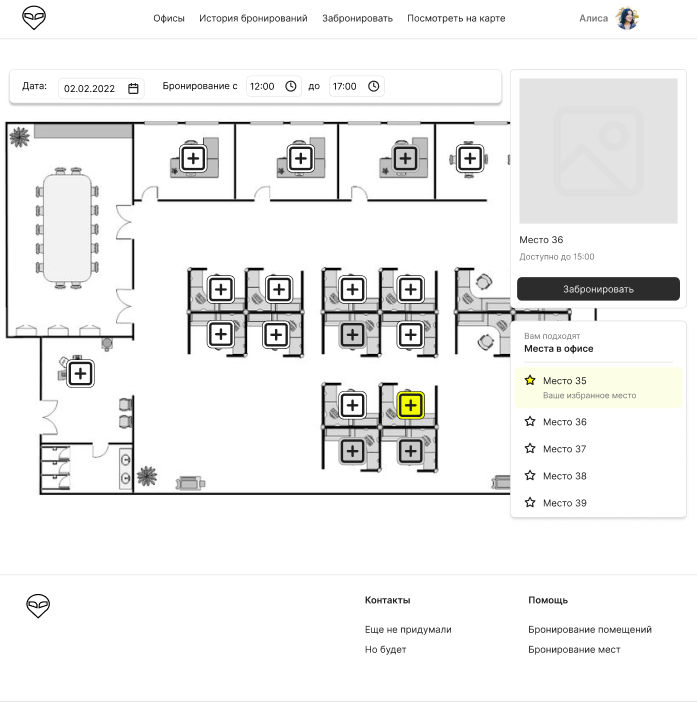 Офисы История бронирований Забронировать Посмотреть на карте Алиса
Дата: 02.02.2022 Бронирование с 12:00 до 17:00
Место 36
Доступно до 15:00
Забронировать
Вам подходят
Места в офисе
Место 35
Ваше избранное место
Место 36
Место 37
Место 38
Место 39
Контакты
Еще не придумали
Но будет
Помощь
Бронирование помещений
Бронирование мест